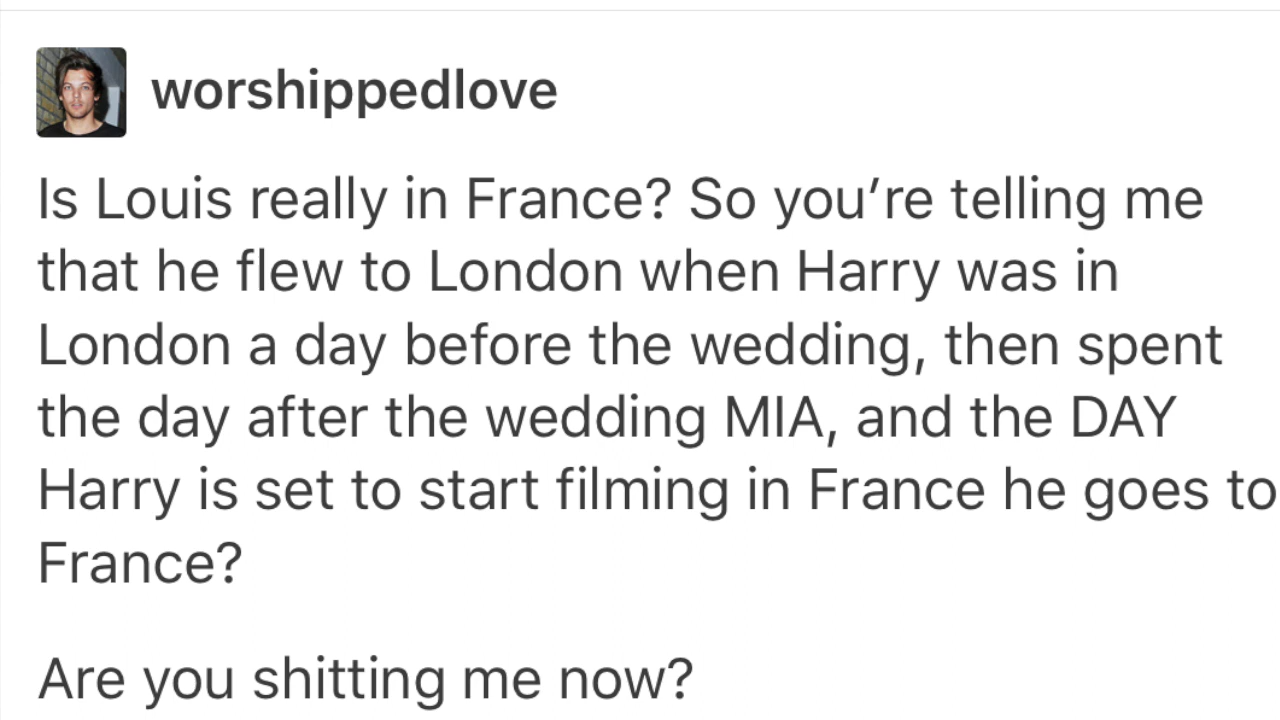 worshippedlove
Is Louis really in France? So you’re telling me
that he flew to London when Harry was in
London a day before the wedding, then spent
the day after the wedding MIA, and the DAY
Harry is set to start filming in France he goes to
France?
Are you shitting me now?